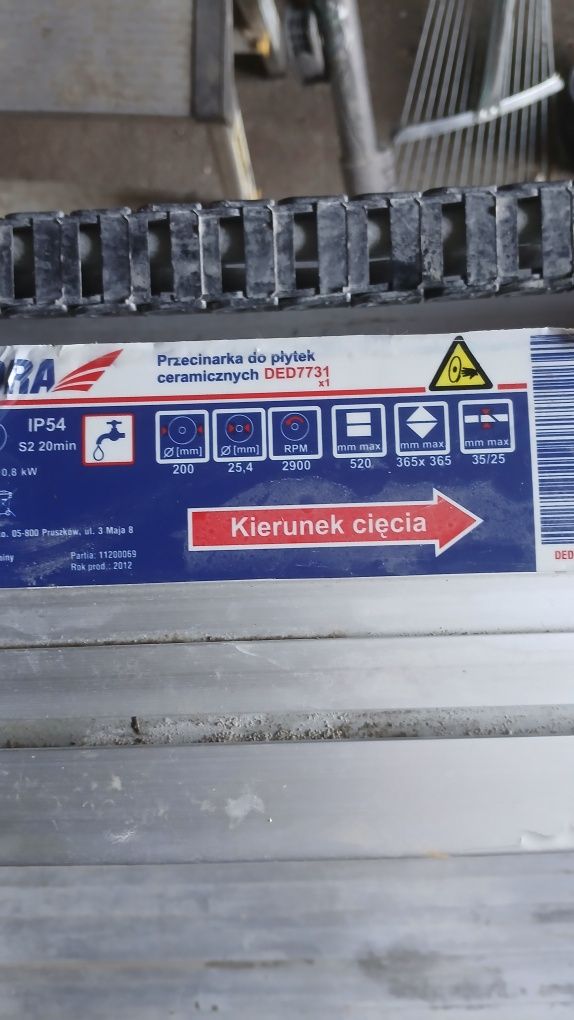 Przecinarka do płytek
ceramicznych DED7731
x1
IP54
S2 20min
0,8 kW
Ø [mm]
200
Ø [mm]
25,4
RPM
2900
mm max
520
mm max
365x 365
mm max
35/25
05-800 Pruszków, ul. 3 Maja 8
Partia: 11200069
Rok prod.: 2012
Kierunek cięcia
DED